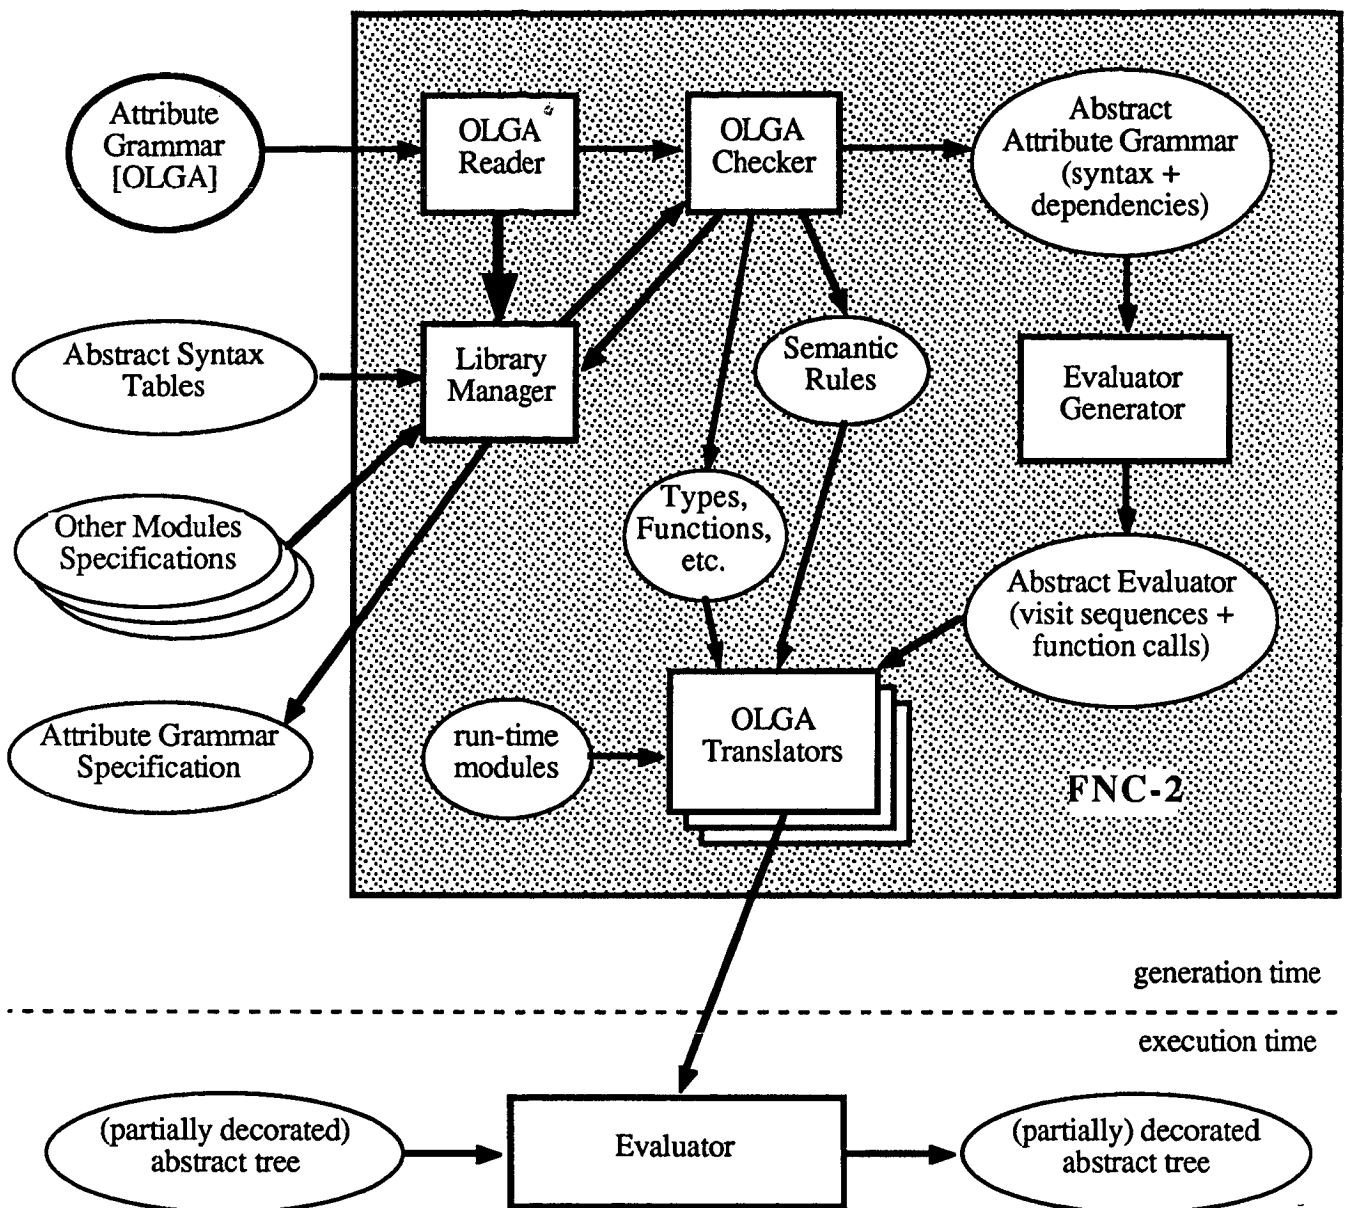 Attribute
Grammar
[OLGA]
OLGA
Reader
OLGA
Checker
Abstract
Attribute Grammar
(syntax +
dependencies)
Abstract Syntax
Tables
Library
Manager
Semantic
Rules
Evaluator
Generator
Other Modules
Specifications
Types,
Functions,
etc.
Abstract Evaluator
(visit sequences +
function calls)
Attribute Grammar
Specification
run-time
modules
OLGA
Translators
FNC-2
generation time
execution time
(partially decorated)
abstract tree
Evaluator
(partially) decorated
abstract tree